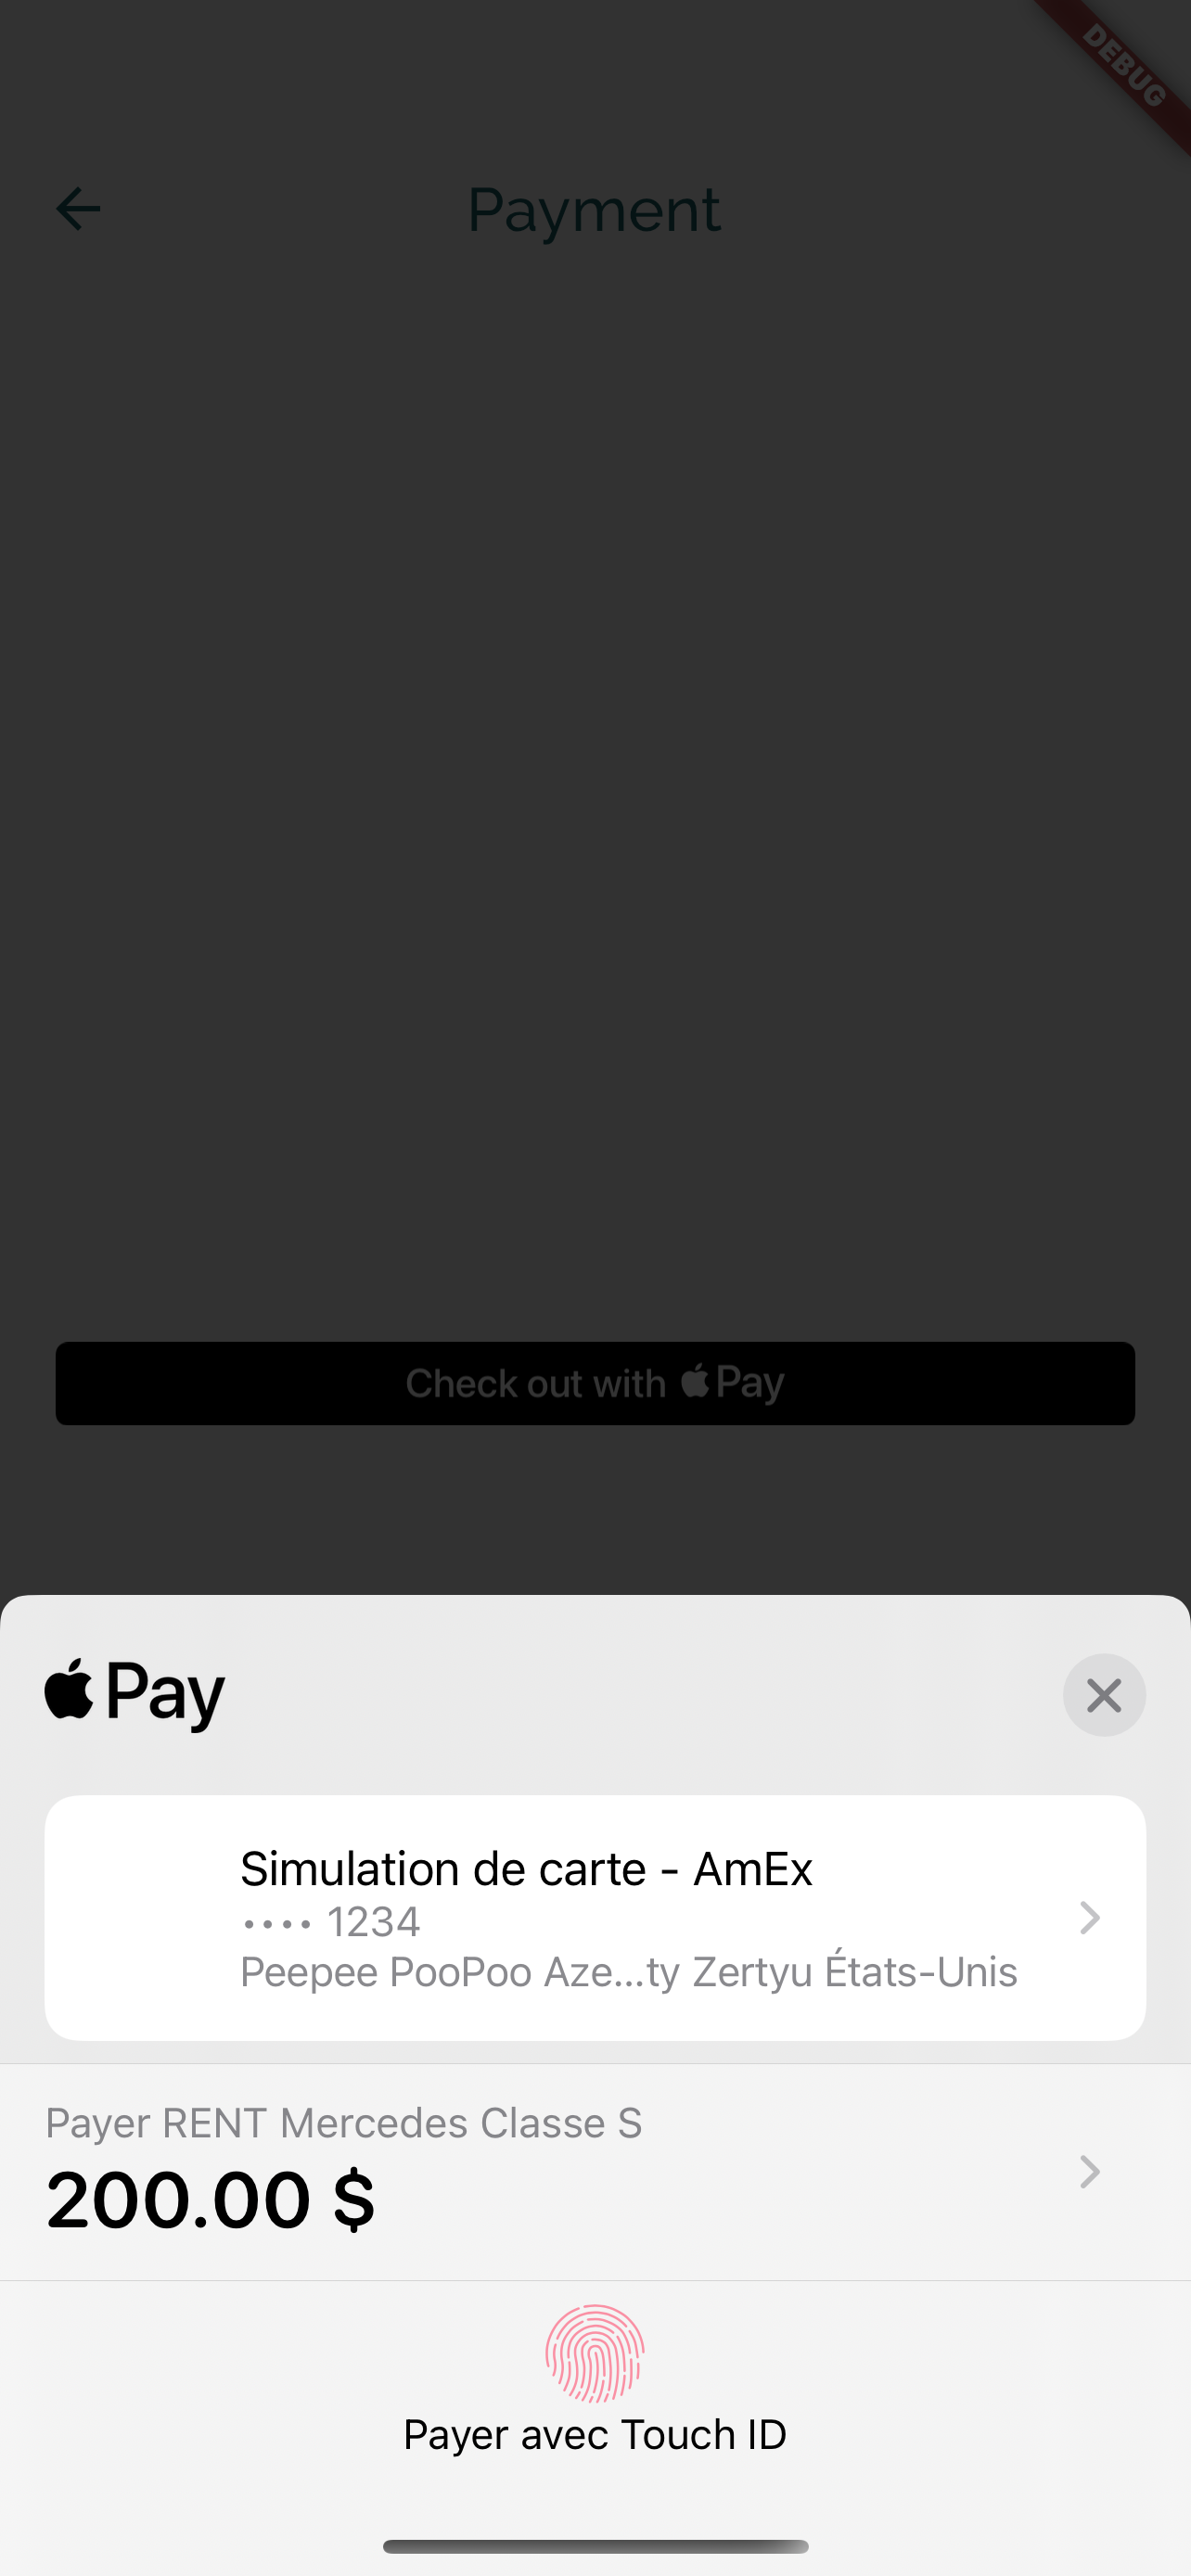 DEBUG
Payment
Check out with Pay
Pay
Simulation de carte - AmEx
•••• 1234
Peepee PooPoo Aze...ty Zertyu États-Unis
Payer RENT Mercedes Classe S
200.00 $
Payer avec Touch ID